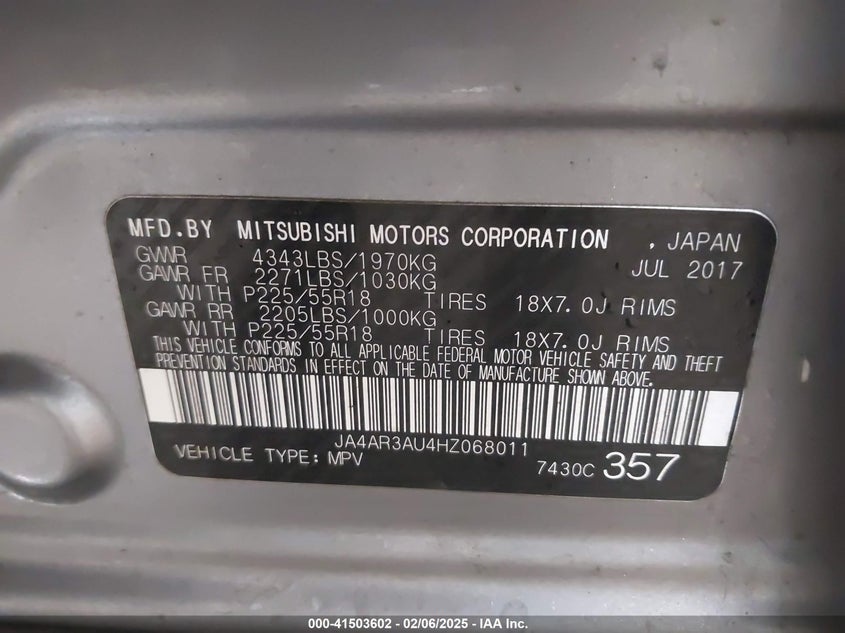 MFD.BY MITSUBISHI MOTORS CORPORATION , JAPAN
GVWR 4343LBS/1970KG JUL 2017
GAWR FR 2271LBS/1030KG
WITH P225/55R18 TIRES 18X7.0J RIMS
GAWR RR 2205LBS/1000KG
WITH P225/55R18 TIRES 18X7.0J RIMS
THIS VEHICLE CONFORMS TO ALL APPLICABLE FEDERAL MOTOR VEHICLE SAFETY AND THEFT
PREVENTION STANDARDS IN EFFECT ON THE DATE OF MANUFACTURE SHOWN ABOVE.
JA4AR3AU4HZ068011
VEHICLE TYPE: MPV 7430C 357
000-41503602 - 02/06/2025 - IAA Inc.